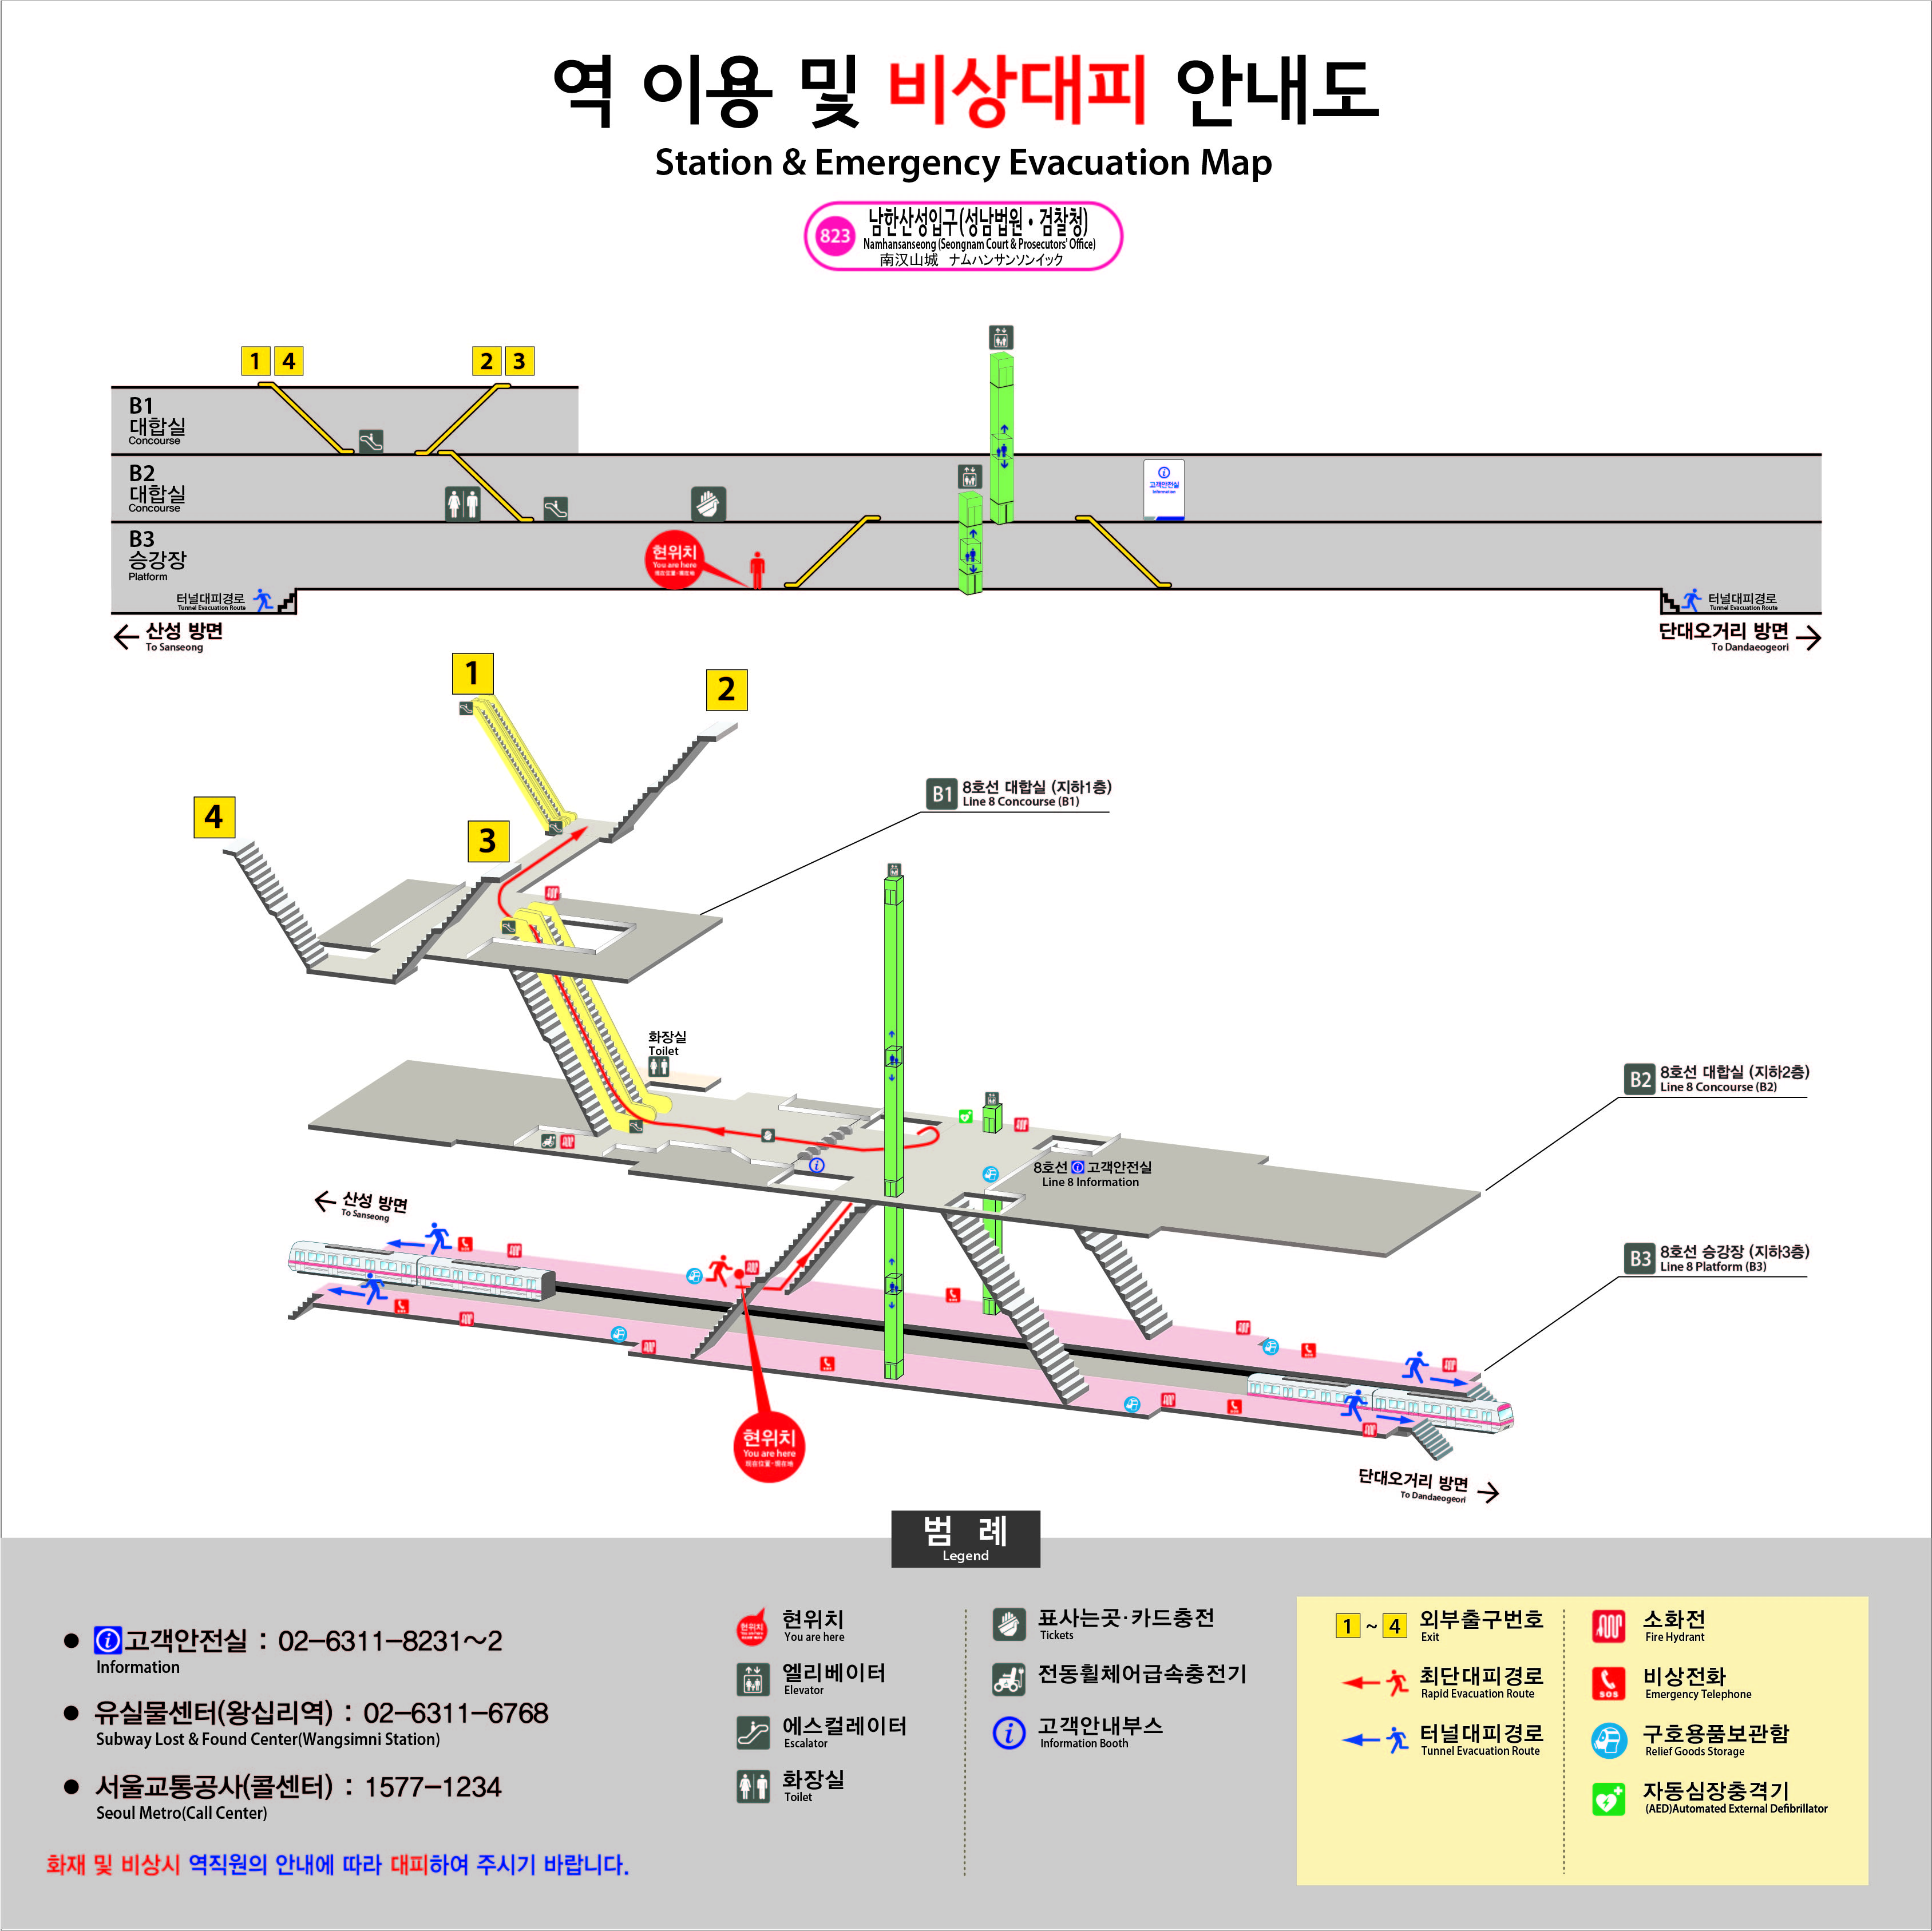 역 이용 및 비상대피 안내도
Station & Emergency Evacuation Map
823
남한산성입구(성남법원・검찰청)
Namhansanseong (Seongnam Court & Prosecutors' Office)
南汉山城 ナムハンサンソンイック
1 4
2 3
B1
대합실
Concourse
B2
대합실
Concourse
고객안전실
Information
B3
승강장
Platform
현위치
You are here
터널대피경로
Tunnel Evacuation Route
터널대피경로
Tunnel Evacuation Route
산성 방면
To Sanseong
단대오거리 방면
To Dandaeogeori
1
2
4
3
B1 8호선 대합실 (지하1층)
Line 8 Concourse (B1)
화장실
Toilet
B2 8호선 대합실 (지하2층)
Line 8 Concourse (B2)
8호선 고객안전실
Line 8 Information
산성 방면
To Sanseong
B3 8호선 승강장 (지하3층)
Line 8 Platform (B3)
현위치
You are here
단대오거리 방면
To Dandaeogeori
범 례
Legend
● 고객안전실 : 02-6311-8231~2
Information
● 유실물센터(왕십리역) : 02-6311-6768
Subway Lost & Found Center(Wangsimni Station)
● 서울교통공사(콜센터) : 1577-1234
Seoul Metro(Call Center)
화재 및 비상시 역직원의 안내에 따라 대피하여 주시기 바랍니다.
현위치
현위치
You are here
엘리베이터
Elevator
에스컬레이터
Escalator
화장실
Toilet
표사는곳·카드충전
Tickets
전동휠체어급속충전기
고객안내부스
Information Booth
1 ~ 4 외부출구번호
Exit
최단대피경로
Rapid Evacuation Route
터널대피경로
Tunnel Evacuation Route
소화전
Fire Hydrant
SOS
비상전화
Emergency Telephone
구호용품보관함
Relief Goods Storage
자동심장충격기
(AED)Automated External Defibrillator